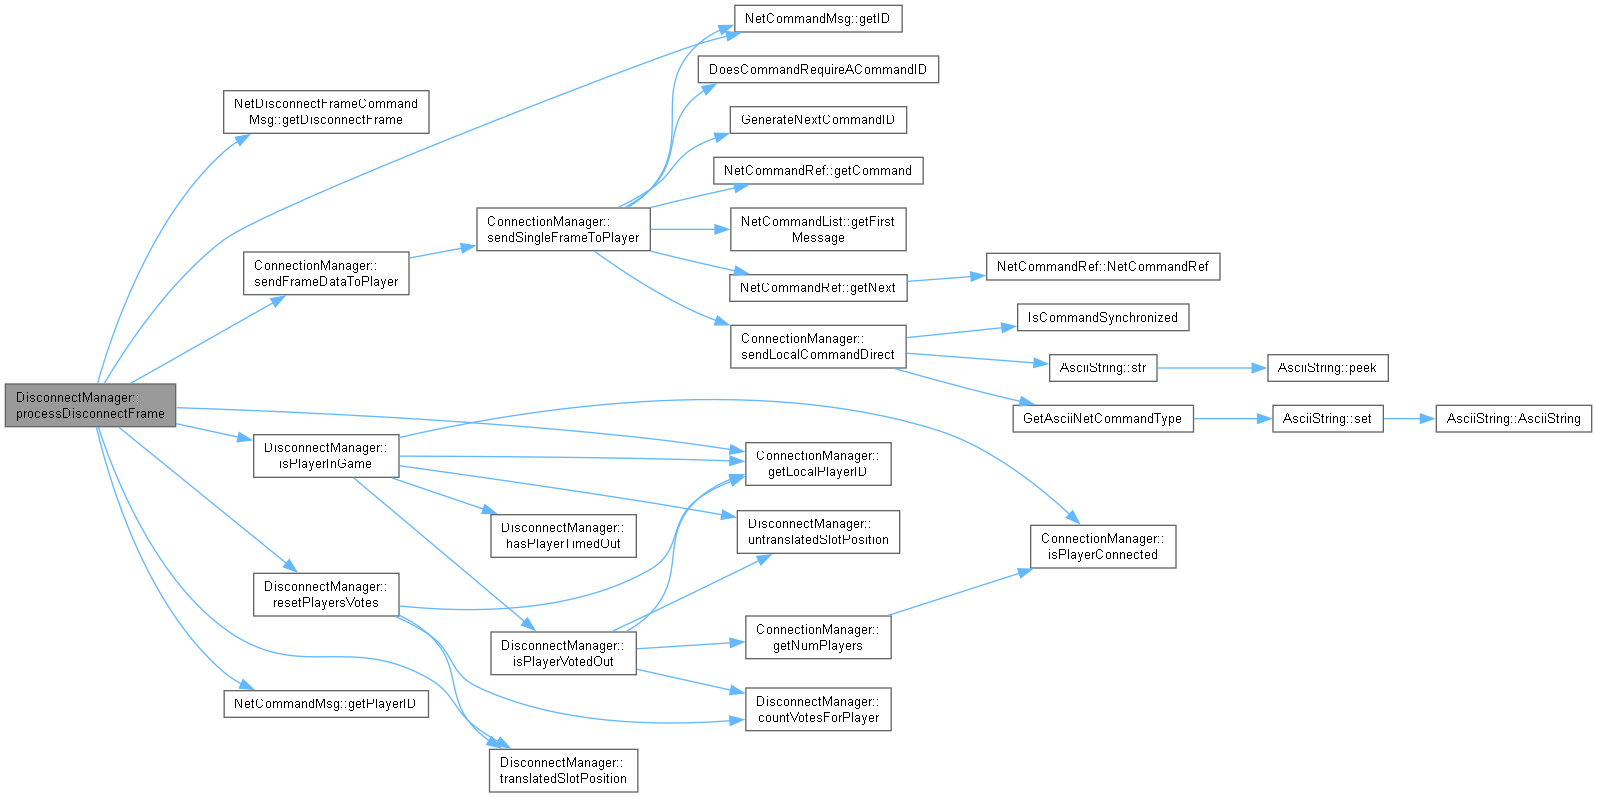 NetCommandMsg::getID
DoesCommandRequireACommandID
NetDisconnectFrameCommand
Msg::getDisconnectFrame
GenerateNextCommandID
NetCommandRef::getCommand
ConnectionManager::
sendSingleFrameToPlayer
NetCommandList::getFirst
Message
ConnectionManager::
sendFrameDataToPlayer
NetCommandRef::NetCommandRef
NetCommandRef::getNext
IsCommandSynchronized
ConnectionManager::
sendLocalCommandDirect
AsciiString::str
AsciiString::peek
DisconnectManager::
processDisconnectFrame
GetAsciiNetCommandType
AsciiString::set
AsciiString::AsciiString
DisconnectManager::
isPlayerInGame
ConnectionManager::
getLocalPlayerID
DisconnectManager::
hasPlayerTimedOut
DisconnectManager::
untranslatedSlotPosition
ConnectionManager::
isPlayerConnected
DisconnectManager::
resetPlayersVotes
DisconnectManager::
isPlayerVotedOut
ConnectionManager::
getNumPlayers
NetCommandMsg::getPlayerID
DisconnectManager::
countVotesForPlayer
DisconnectManager::
translatedSlotPosition